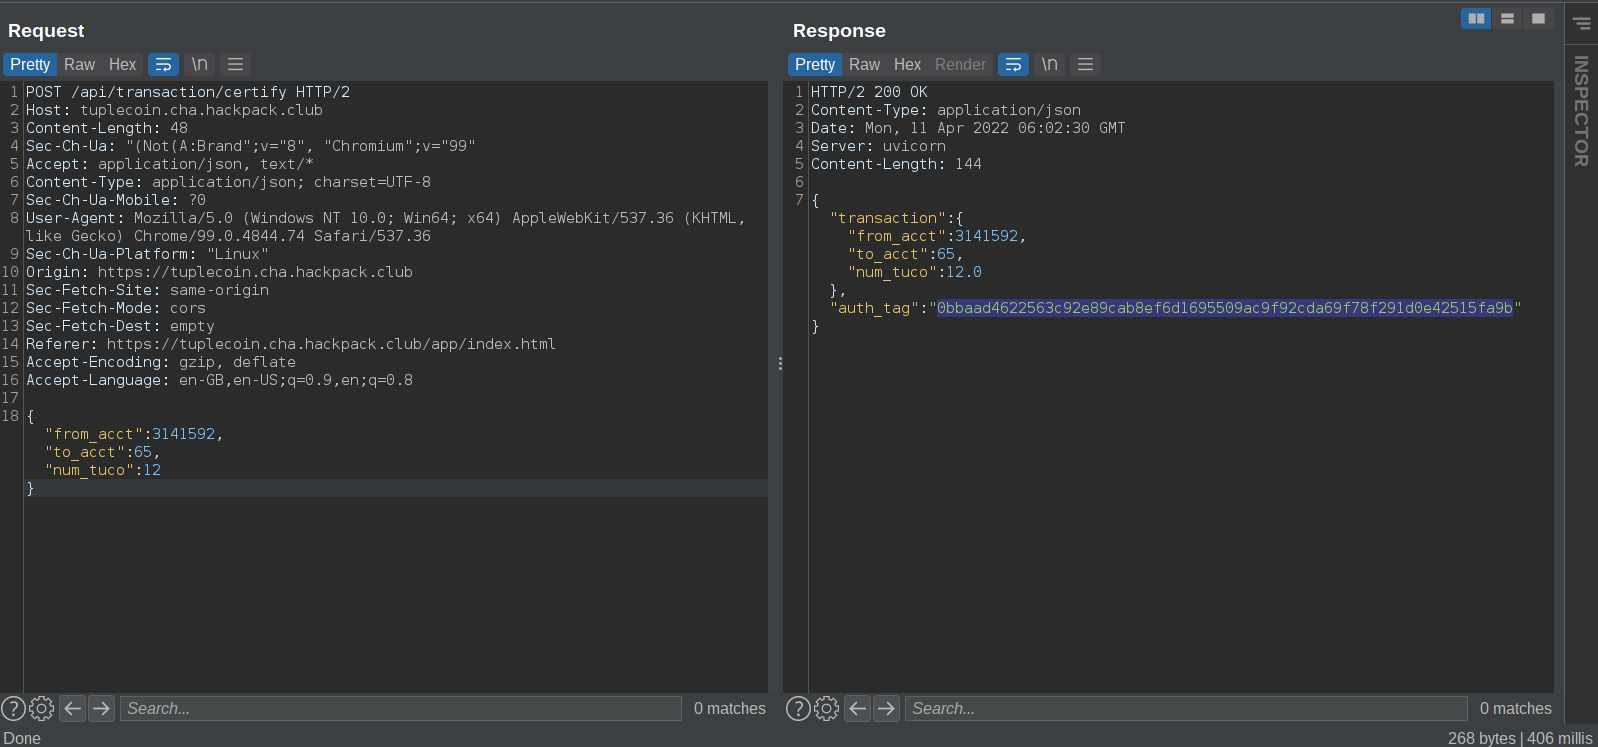 Request
Pretty Raw Hex \n
1 POST /api/transaction/certify HTTP/2
2 Host: tuplecoin.cha.hackpack.club
3 Content-Length: 48
4 Sec-Ch-Ua: "(Not(A:Brand";v="8", "Chromium";v="99"
5 Accept: application/json, text/*
6 Content-Type: application/json; charset=UTF-8
7 Sec-Ch-Ua-Mobile: ?0
8 User-Agent: Mozilla/5.0 (Windows NT 10.0; Win64; x64) AppleWebKit/537.36 (KHTML,
like Gecko) Chrome/99.0.4844.74 Safari/537.36
9 Sec-Ch-Ua-Platform: "Linux"
10 Origin: https://tuplecoin.cha.hackpack.club
11 Sec-Fetch-Site: same-origin
12 Sec-Fetch-Mode: cors
13 Sec-Fetch-Dest: empty
14 Referer: https://tuplecoin.cha.hackpack.club/app/index.html
15 Accept-Encoding: gzip, deflate
16 Accept-Language: en-GB,en-US;q=0.9,en;q=0.8
17
18 {
"from_acct":3141592,
"to_acct":65,
"num_tuco":12
}
Search... 0 matches
Done
Response
Pretty Raw Hex Render \n
1 HTTP/2 200 OK
2 Content-Type: application/json
3 Date: Mon, 11 Apr 2022 06:02:30 GMT
4 Server: uvicorn
5 Content-Length: 144
6
7 {
"transaction":{
"from_acct":3141592,
"to_acct":65,
"num_tuco":12.0
},
"auth_tag":"0bbaad4622563c92e89cab8ef6d1695509ac9f92cda69f78f291d0e42515fa9b"
}
Search... 0 matches
268 bytes | 406 millis
INSPECTOR